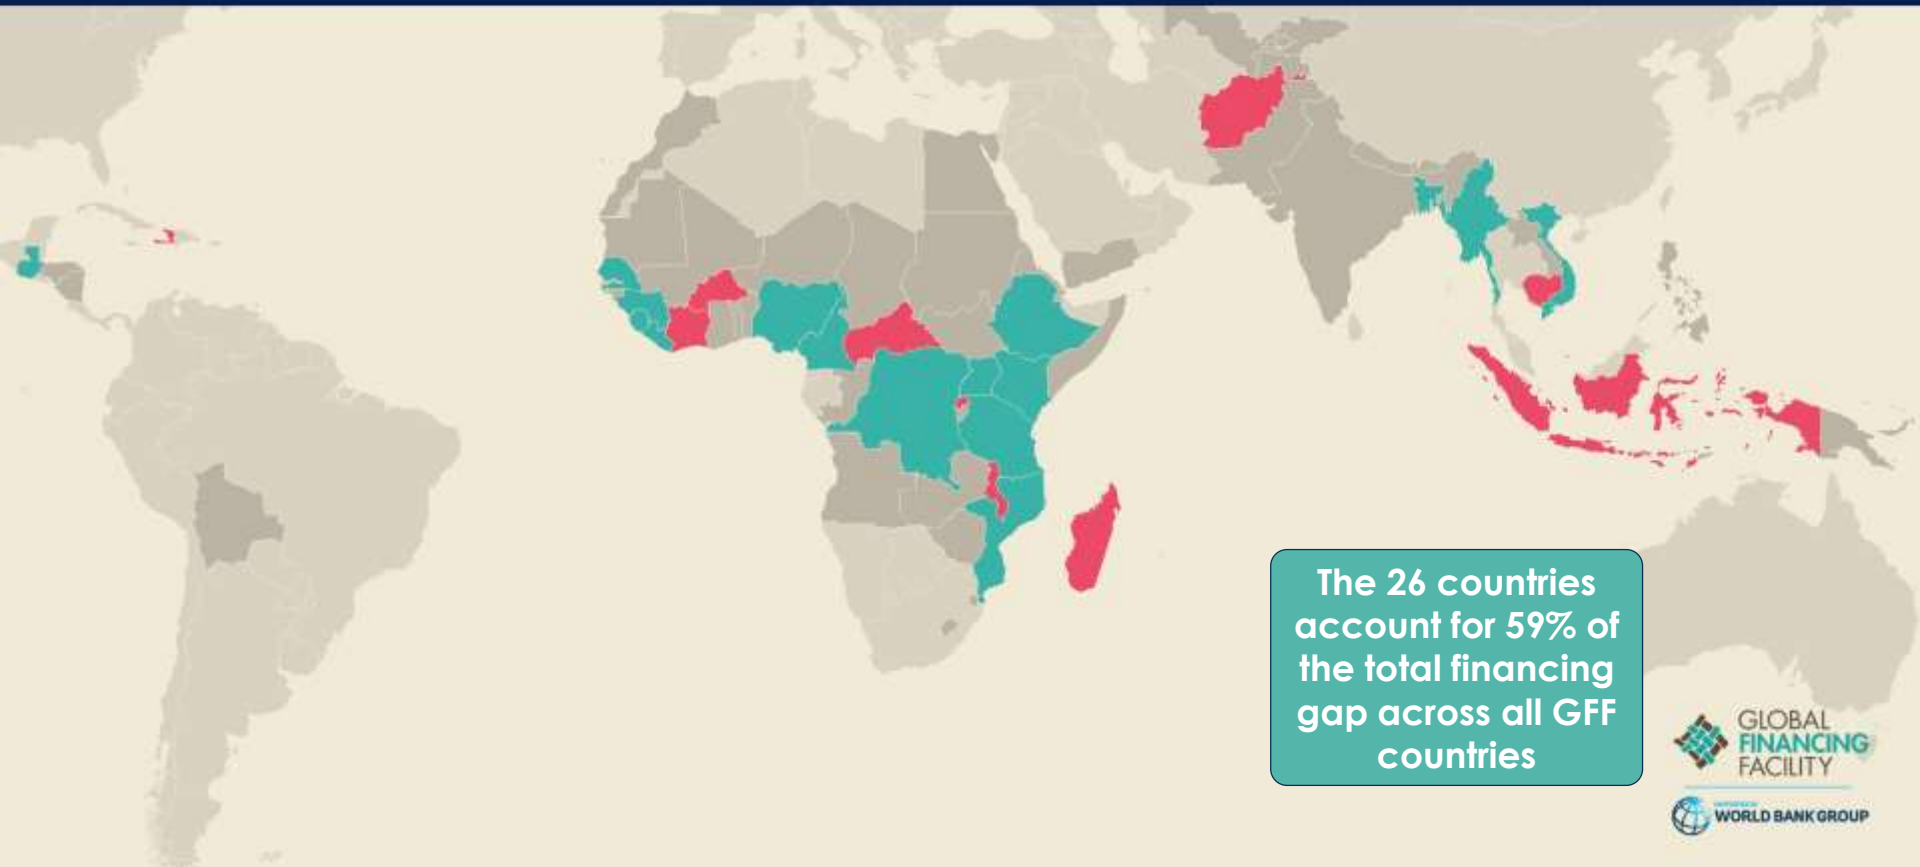 The 26 countries
account for 59% of
the total financing
gap across all GFF
countries
GLOBAL
FINANCING
FACILITY
WORLD BANK GROUP